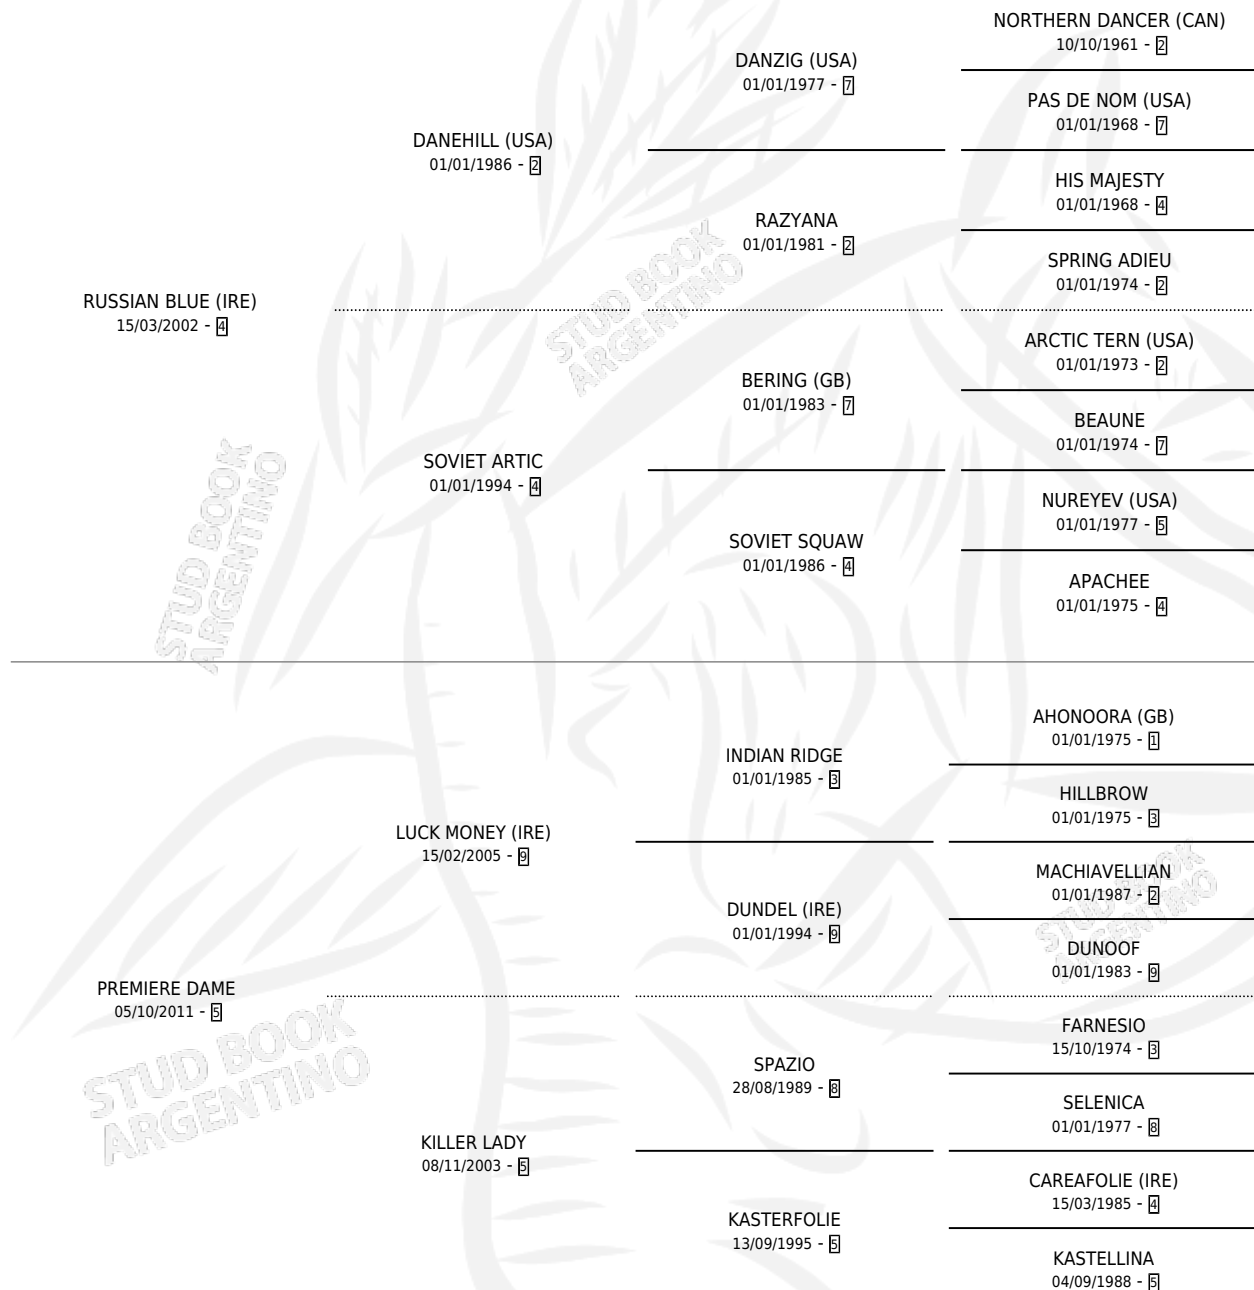 NORTHERN DANCER (CAN)
10/10/1961 - 2
DANZIG (USA)
01/01/1977 - 7
PAS DE NOM (USA)
01/01/1968 - 7
DANEHILL (USA)
01/01/1986 - 2
HIS MAJESTY
01/01/1968 - 4
RAZYANA
01/01/1981 - 2
SPRING ADIEU
01/01/1974 - 2
RUSSIAN BLUE (IRE)
15/03/2002 - 4
ARCTIC TERN (USA)
01/01/1973 - 2
BERING (GB)
01/01/1983 - 7
BEAUNE
01/01/1974 - 7
SOVIET ARTIC
01/01/1994 - 4
NUREYEV (USA)
01/01/1977 - 5
SOVIET SQUAW
01/01/1986 - 4
APACHEE
01/01/1975 - 4
AHONOORA (GB)
01/01/1975 - 1
INDIAN RIDGE
01/01/1985 - 3
HILLBROW
01/01/1975 - 3
LUCK MONEY (IRE)
15/02/2005 - 9
MACHIAVELLIAN
01/01/1987 - 2
DUNDEL (IRE)
01/01/1994 - 9
DUNOOF
01/01/1983 - 9
PREMIERE DAME
05/10/2011 - 5
FARNESIO
15/10/1974 - 3
SPAZIO
28/08/1989 - 8
SELENICA
01/01/1977 - 8
KILLER LADY
08/11/2003 - 5
CAREAFOLIE (IRE)
15/03/1985 - 4
KASTERFOLIE
13/09/1995 - 5
KASTELLINA
04/09/1988 - 5
STUD BOOK
ARGENTINO
STUD BOOK
ARGENTINO
STUD BOOK
ARGENTINO
STUD BOOK
ARGENTINO